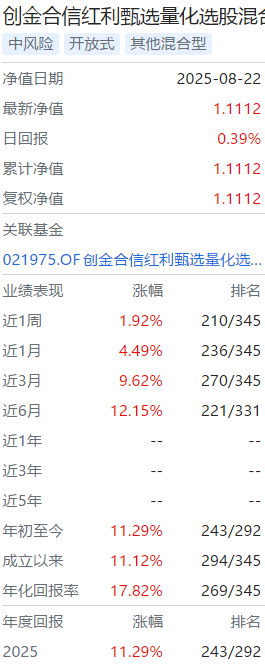 创金合信红利甄选量化选股混合
中风险 开放式 其他混合型
净值日期 2025-08-22
最新净值 1.1112
日回报 0.39%
累计净值 1.1112
复权净值 1.1112
关联基金
021975.OF 创金合信红利甄选量化选...
业绩表现 涨幅 排名
近1周 1.92% 210/345
近1月 4.49% 236/345
近3月 9.62% 270/345
近6月 12.15% 221/331
近1年 -- --
近3年 -- --
近5年 -- --
年初至今 11.29% 243/292
成立以来 11.12% 294/345
年化回报率 17.82% 269/345
年度回报 涨幅 排名
2025 11.29% 243/292